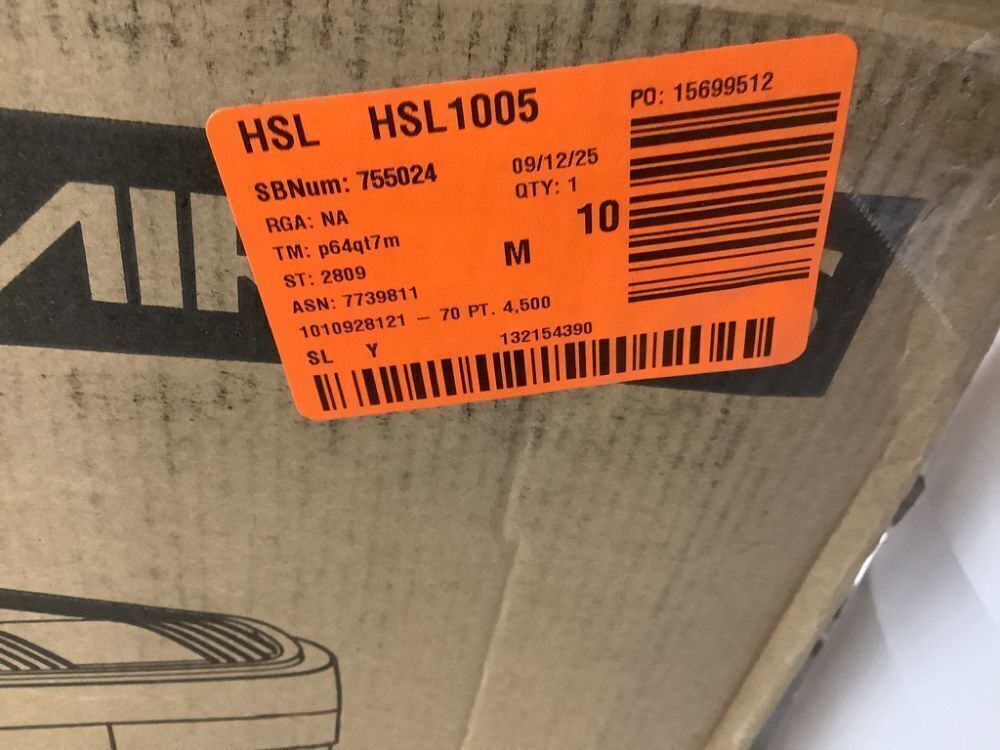 HSL HSL1005
PO: 15699512
SBNum: 755024
09/12/25
RGA: NA
QTY: 1
TM: p64qt7m
M
10
ST: 2809
ASN: 7739811
1010928121 – 70 PT. 4,500
SL Y
132154390